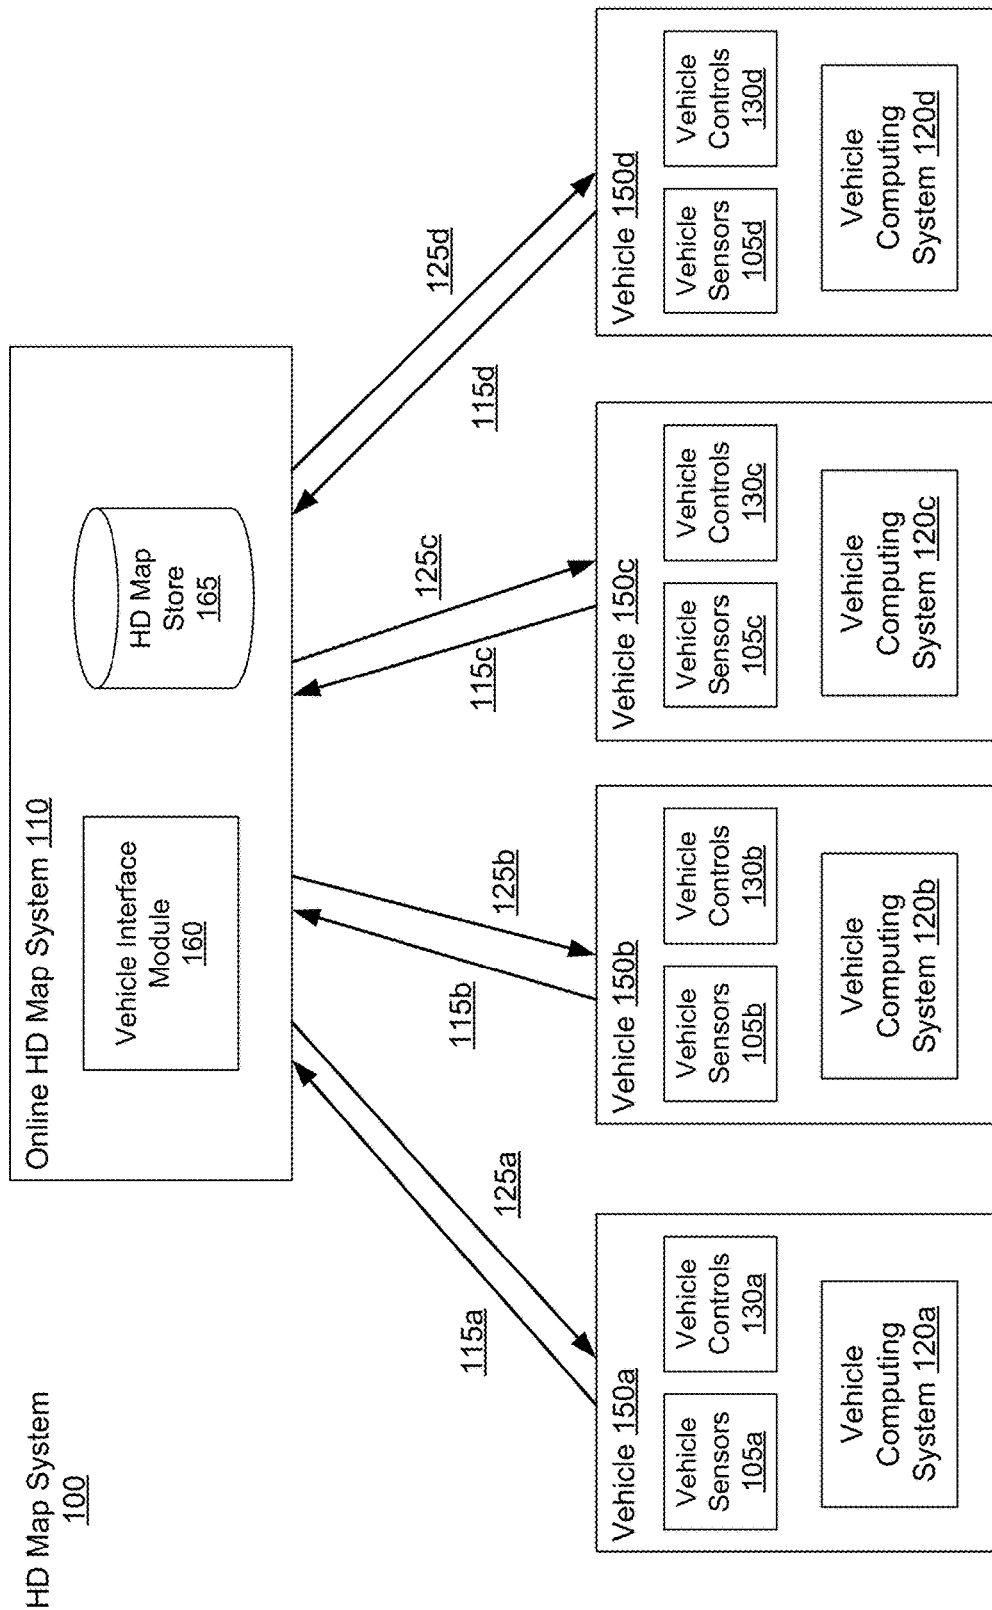 HD Map System
100
Online HD Map System 110
Vehicle Interface
Module
160
HD Map
Store
165
115a
125a
115b
125b
115c
125c
115d
125d
Vehicle 150a
Vehicle
Sensors
105a
Vehicle
Controls
130a
Vehicle
Computing
System 120a
Vehicle 150b
Vehicle
Sensors
105b
Vehicle
Controls
130b
Vehicle
Computing
System 120b
Vehicle 150c
Vehicle
Sensors
105c
Vehicle
Controls
130c
Vehicle
Computing
System 120c
Vehicle 150d
Vehicle
Sensors
105d
Vehicle
Controls
130d
Vehicle
Computing
System 120d